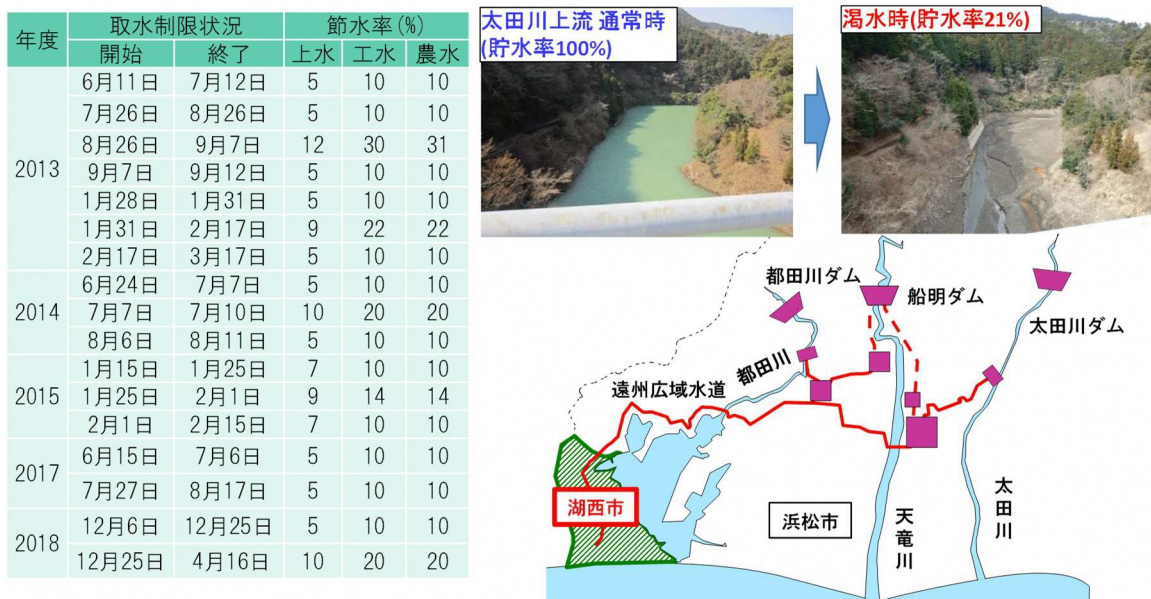 年度 取水制限状況 節水率(%)
開始 終了 上水 工水 農水
2013
6月11日 7月12日 5 10 10
7月26日 8月26日 5 10 10
8月26日 9月7日 12 30 31
9月7日 9月12日 5 10 10
1月28日 1月31日 5 10 10
1月31日 2月17日 9 22 22
2月17日 3月17日 5 10 10
2014
6月24日 7月7日 5 10 10
7月7日 7月10日 10 20 20
8月6日 8月11日 5 10 10
2015
1月15日 1月25日 7 10 10
1月25日 2月1日 9 14 14
2月1日 2月15日 7 10 10
2017
6月15日 7月6日 5 10 10
7月27日 8月17日 5 10 10
2018
12月6日 12月25日 5 10 10
12月25日 4月16日 10 20 20
太田川上流 通常時
(貯水率100%)
渇水時(貯水率21%)
都田川ダム
船明ダム
太田川ダム
都田川
遠州広域水道
湖西市
浜松市
天竜川
太田川